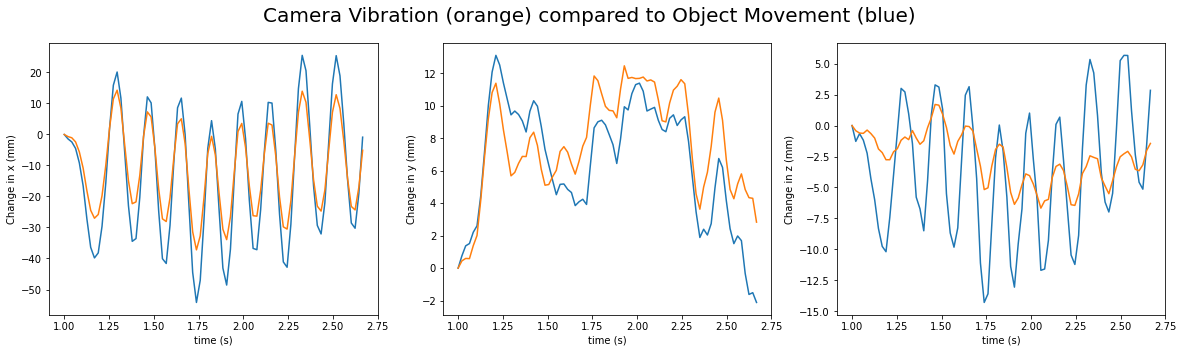 Camera Vibration (orange) compared to Object Movement (blue)
Change in x (mm)
20
10
0
−10
−20
−30
−40
−50
1.00 1.25 1.50 1.75 2.00 2.25 2.50 2.75
time (s)
Change in y (mm)
12
10
8
6
4
2
0
−2
1.00 1.25 1.50 1.75 2.00 2.25 2.50 2.75
time (s)
Change in z (mm)
5.0
2.5
0.0
−2.5
−5.0
−7.5
−10.0
−12.5
−15.0
1.00 1.25 1.50 1.75 2.00 2.25 2.50 2.75
time (s)